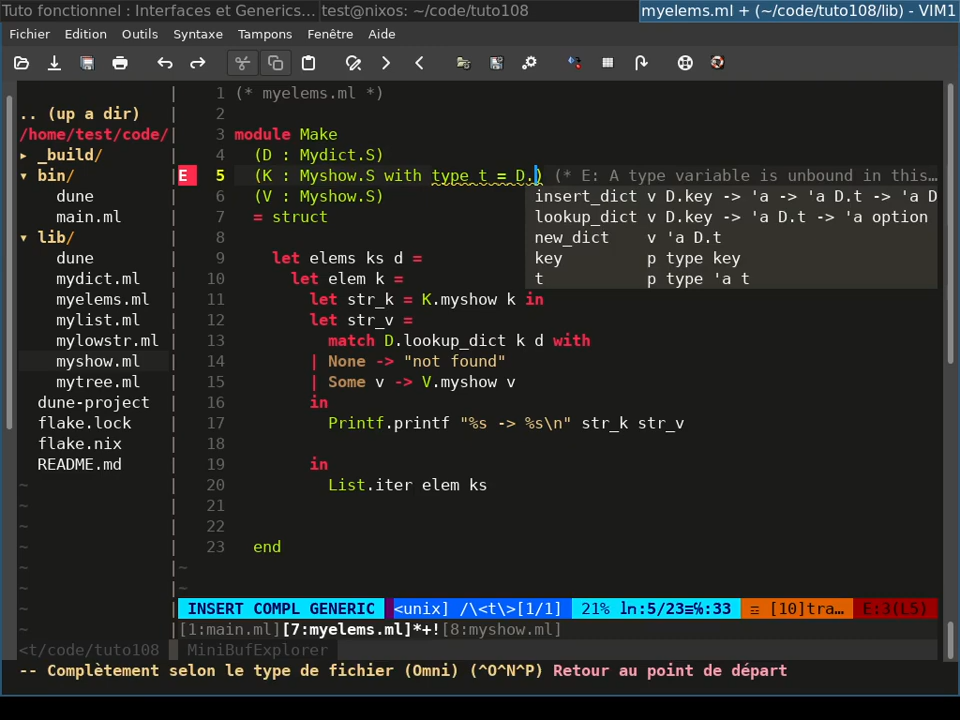 Tuto fonctionnel : Interfaces et Generics... test@nixos: ~/code/tuto108 myelems.ml + (~/code/tuto108/lib) - VIM1
Fichier Edition Outils Syntaxe Tampons Fenêtre Aide
.. (up a dir)
/home/test/code/
▸ _build/
▾ bin/
dune
main.ml
▾ lib/
dune
mydict.ml
myelems.ml
mylist.ml
mylowstr.ml
myshow.ml
mytree.ml
dune-project
flake.lock
flake.nix
README.md
1 (* myelems.ml *)
2
3 module Make
4 (D : Mydict.S)
E 5 (K : Myshow.S with type t = D.) (* E: A type variable is unbound in this…
6 (V : Myshow.S)
7 = struct
8
9 let elems ks d =
10 let elem k =
11 let str_k = K.myshow k in
12 let str_v =
13 match D.lookup_dict k d with
14 | None -> "not found"
15 | Some v -> V.myshow v
16 in
17 Printf.printf "%s -> %s\n" str_k str_v
18
19 in
20 List.iter elem ks
21
22
23 end
insert_dict v D.key -> 'a -> 'a D.t -> 'a D
lookup_dict v D.key -> 'a D.t -> 'a option
new_dict v 'a D.t
key p type key
t p type 'a t
INSERT COMPL GENERIC <unix] /\<t\>[1/1] 21% ln:5/23≡℅:33 ☲ [10]tra… E:3(L5)
[1:main.ml][7:myelems.ml]*+![8:myshow.ml]
<t/code/tuto108 MiniBufExplorer
-- Complètement selon le type de fichier (Omni) (^O^N^P) Retour au point de départ